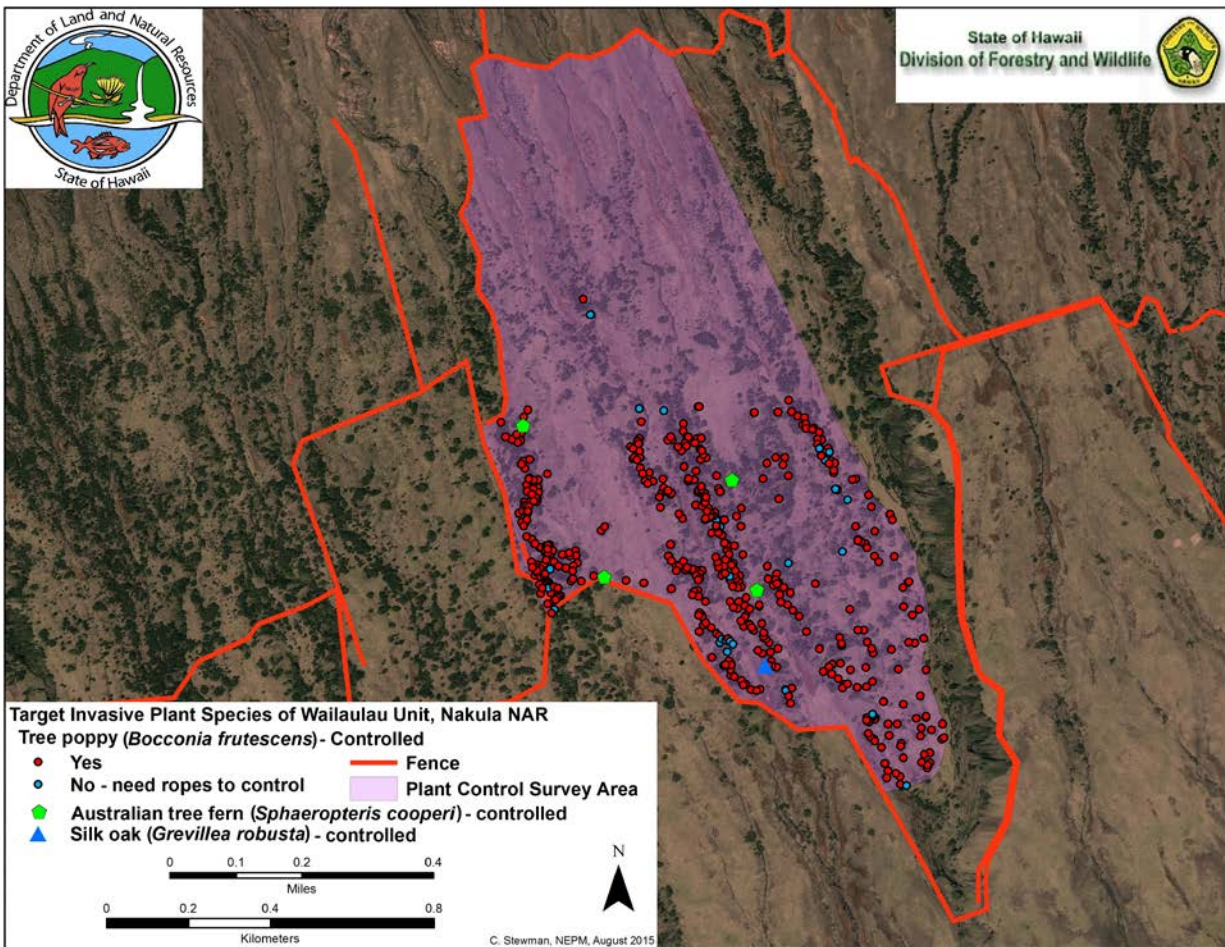 Department of Land and Natural Resources
State of Hawaii
State of Hawaii
Division of Forestry and Wildlife
Target Invasive Plant Species of Wailaulau Unit, Nakula NAR
Tree poppy (Bocconia frutescens) - Controlled
Yes
Fence
No - need ropes to control
Plant Control Survey Area
Australian tree fern (Sphaeropteris cooperi) - controlled
Silk oak (Grevillea robusta) - controlled
0 0.1 0.2 0.4
Miles
N
0 0.2 0.4 0.8
Kilometers
C. Stewman, NEPM, August 2015